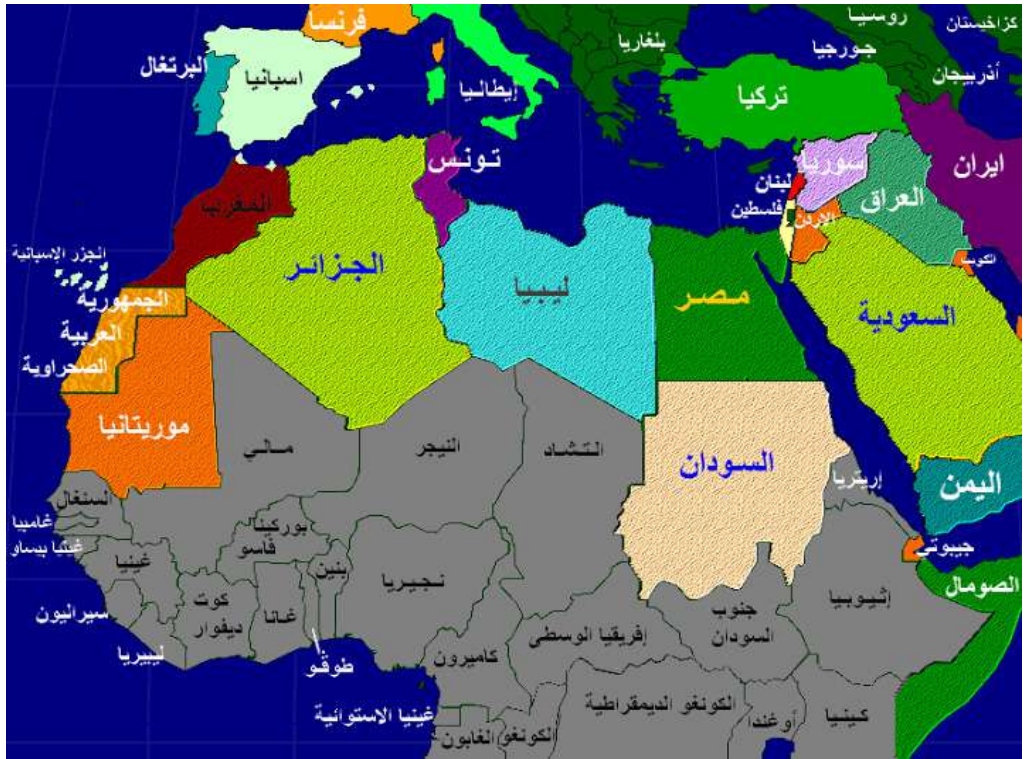 فرنسا
روسيا
كزاخيستان
جورجيا
بلغاريا
أذربيجان
البرتغال
اسبانيا
إيطاليا
تركيا
تونس
سوريا
ايران
لبنان
العراق
فلسطين
الاردن
المغرب
الجزر الإسبانية
الكويت
الجزائر
ليبيا
مصر
السعودية
الجمهورية
العربية
الصحراوية
موريتانيا
مالي
النيجر
التشاد
السودان
إريتريا
اليمن
السنغال
غامبيا
غينيا بيساو
غينيا
بوركينا
فاسو
بنين
نجيريا
جيبوتي
الصومال
إثيوبيا
سيراليون
كوت
ديفوار
غانا
جنوب
السودان
إفريقيا الوسطى
كاميرون
ليبيريا
طوقو
غينيا الاستوائية
الكونغو الديمقراطية
أوغندا
كينيا
الغابون
الكونغو